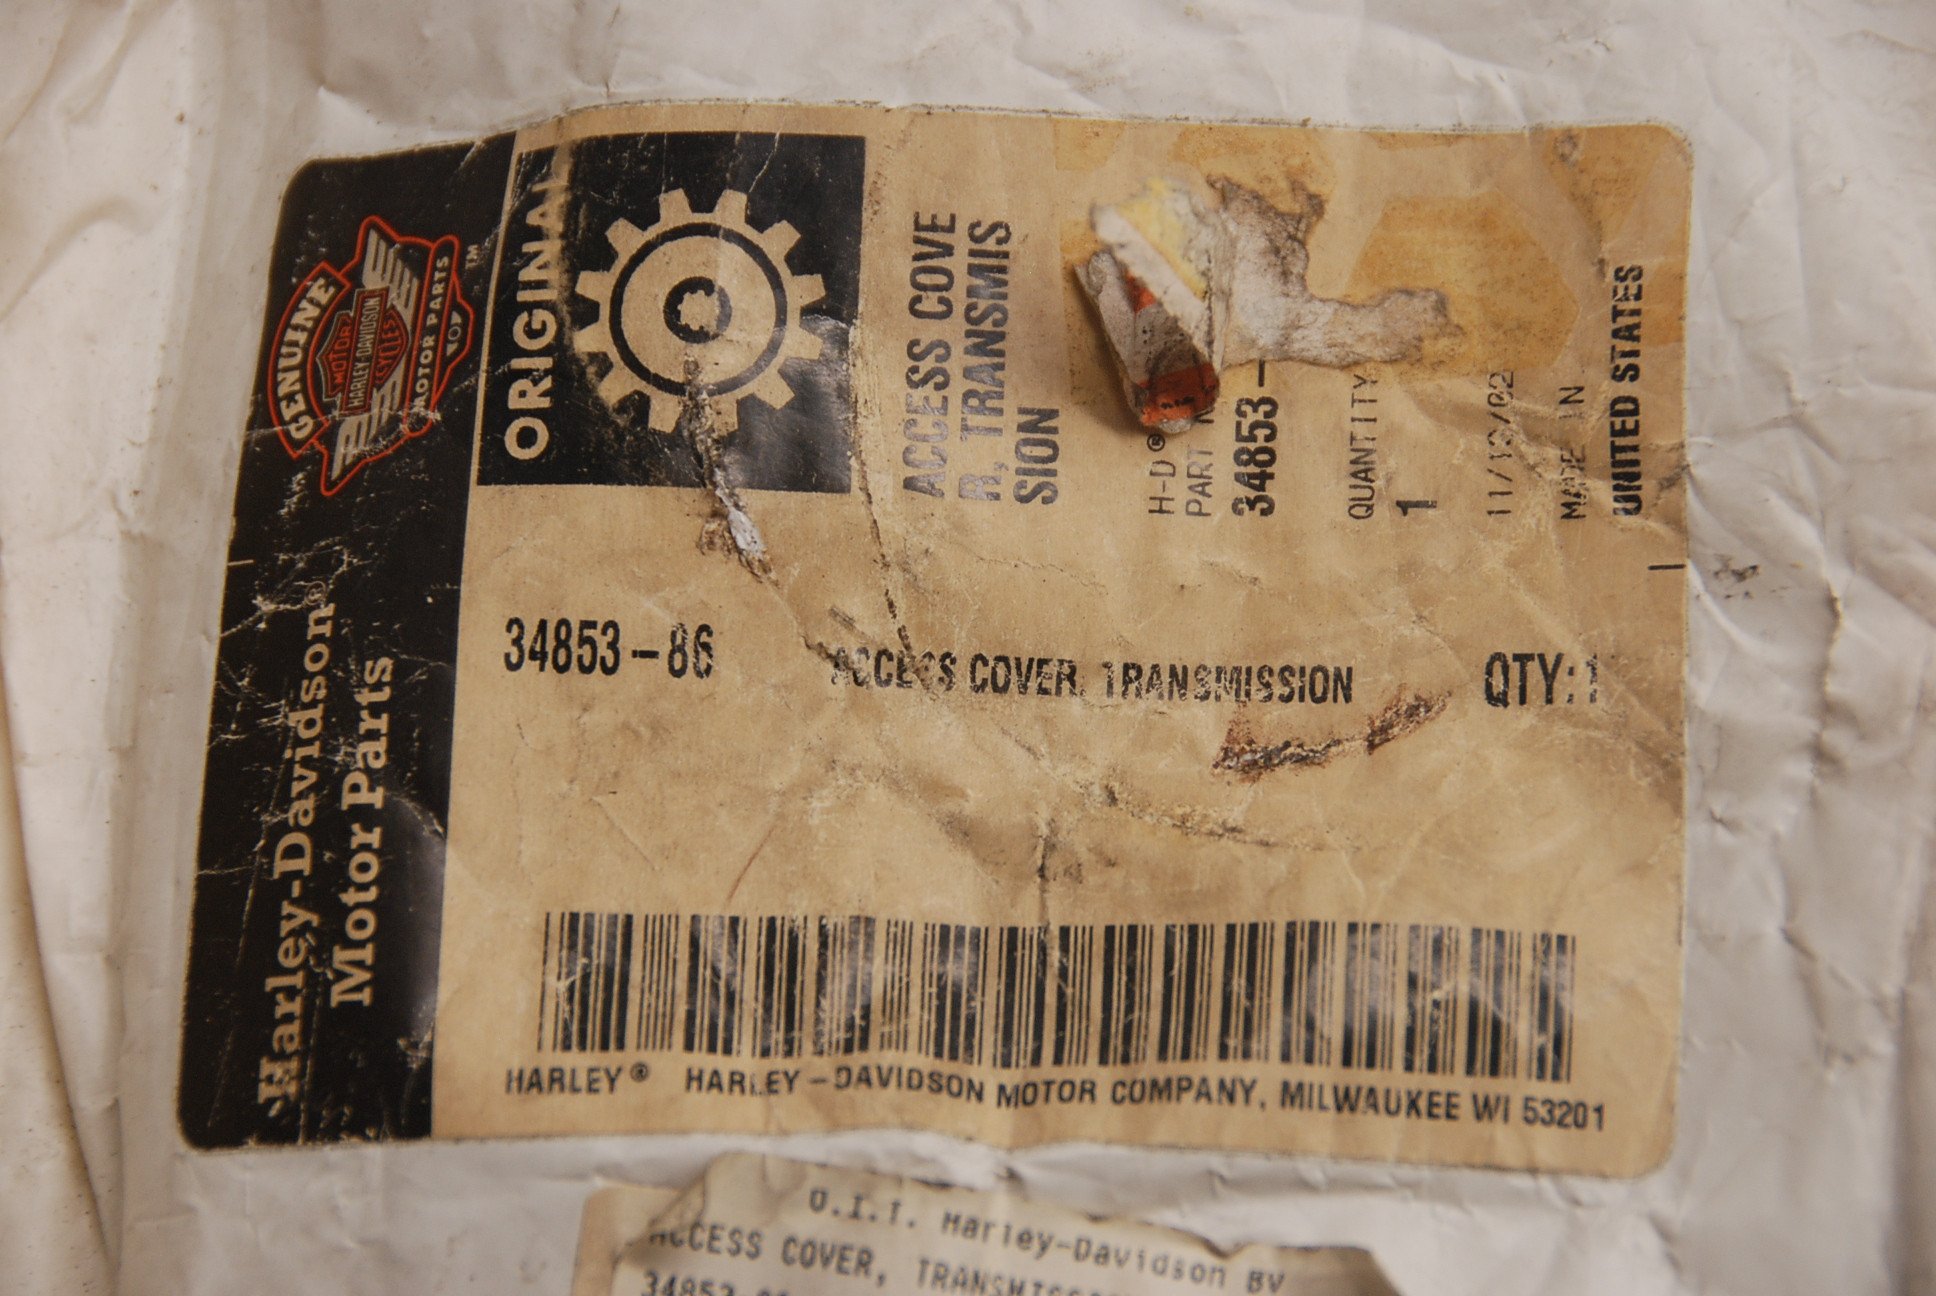 GENUINE
MOTOR
HARLEY-DAVIDSON
CYCLES
MOTOR PARTS
TM
Harley-Davidson®
Motor Parts
ORIGINAL
ACCESS COVE
R, TRANSMIS
SION
H-D®
PART
34853-
QUANTITY
1
MADE IN
UNITED STATES
34853-86 ACCESS COVER, TRANSMISSION QTY:1
HARLEY® HARLEY-DAVIDSON MOTOR COMPANY, MILWAUKEE WI 53201
Harley-Davidson BV
ACCESS COVER,